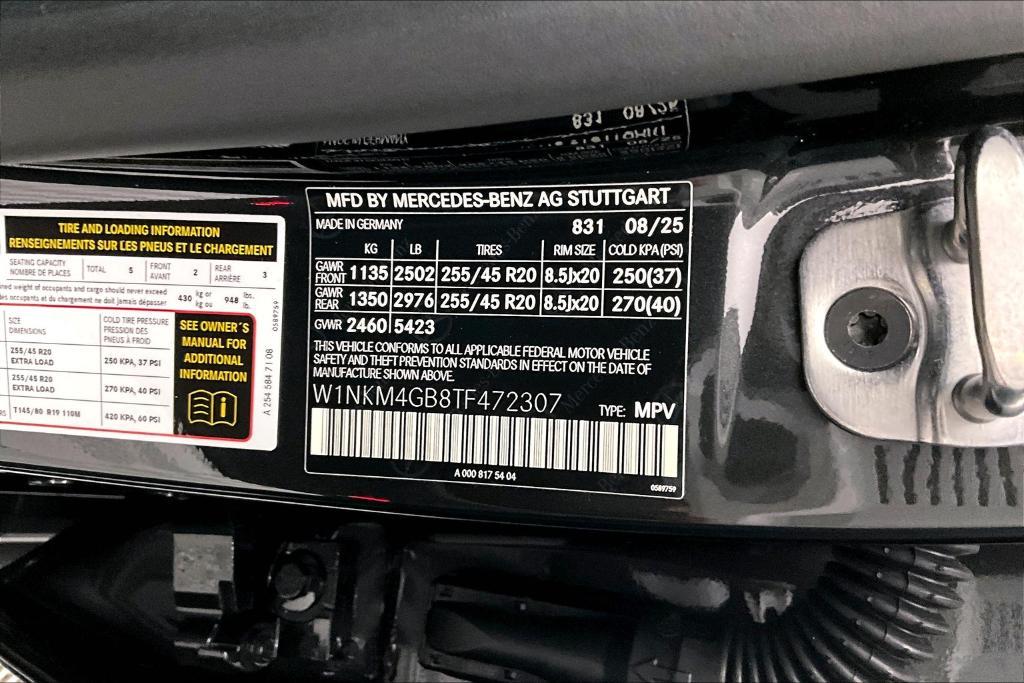 TIRE AND LOADING INFORMATION
RENSEIGNEMENTS SUR LES PNEUS ET LE CHARGEMENT
SEATING CAPACITY
NOMBRE DE PLACES
TOTAL 5
FRONT
AVANT
2
REAR
ARRIÈRE
3
weight of occupants and cargo should never exceed
des occupants et du chargement ne doit jamais dépasser
430 kg or
kg ou
948 lbs.
lb.
SIZE
DIMENSIONS
COLD TIRE PRESSURE
PRESSION DES
PNEUS À FROID
255/45 R20
EXTRA LOAD
250 KPA, 37 PSI
255/45 R20
EXTRA LOAD
270 KPA, 40 PSI
T145/80 R19 110M
420 KPA, 60 PSI
SEE OWNER'S
MANUAL FOR
ADDITIONAL
INFORMATION
0589759
A 254 584 71 08
MFD BY MERCEDES-BENZ AG STUTTGART
MADE IN GERMANY 831 08/25
KG LB TIRES RIM SIZE COLD KPA(PSI)
GAWR
FRONT
1135 2502 255/45 R20 8.5Jx20 250(37)
GAWR
REAR
1350 2976 255/45 R20 8.5Jx20 270(40)
GVWR 2460 5423
THIS VEHICLE CONFORMS TO ALL APPLICABLE FEDERAL MOTOR VEHICLE
SAFETY AND THEFT PREVENTION STANDARDS IN EFFECT ON THE DATE OF
MANUFACTURE SHOWN ABOVE.
W1NKM4GB8TF472307 TYPE: MPV
A 000 817 54 04
0589759